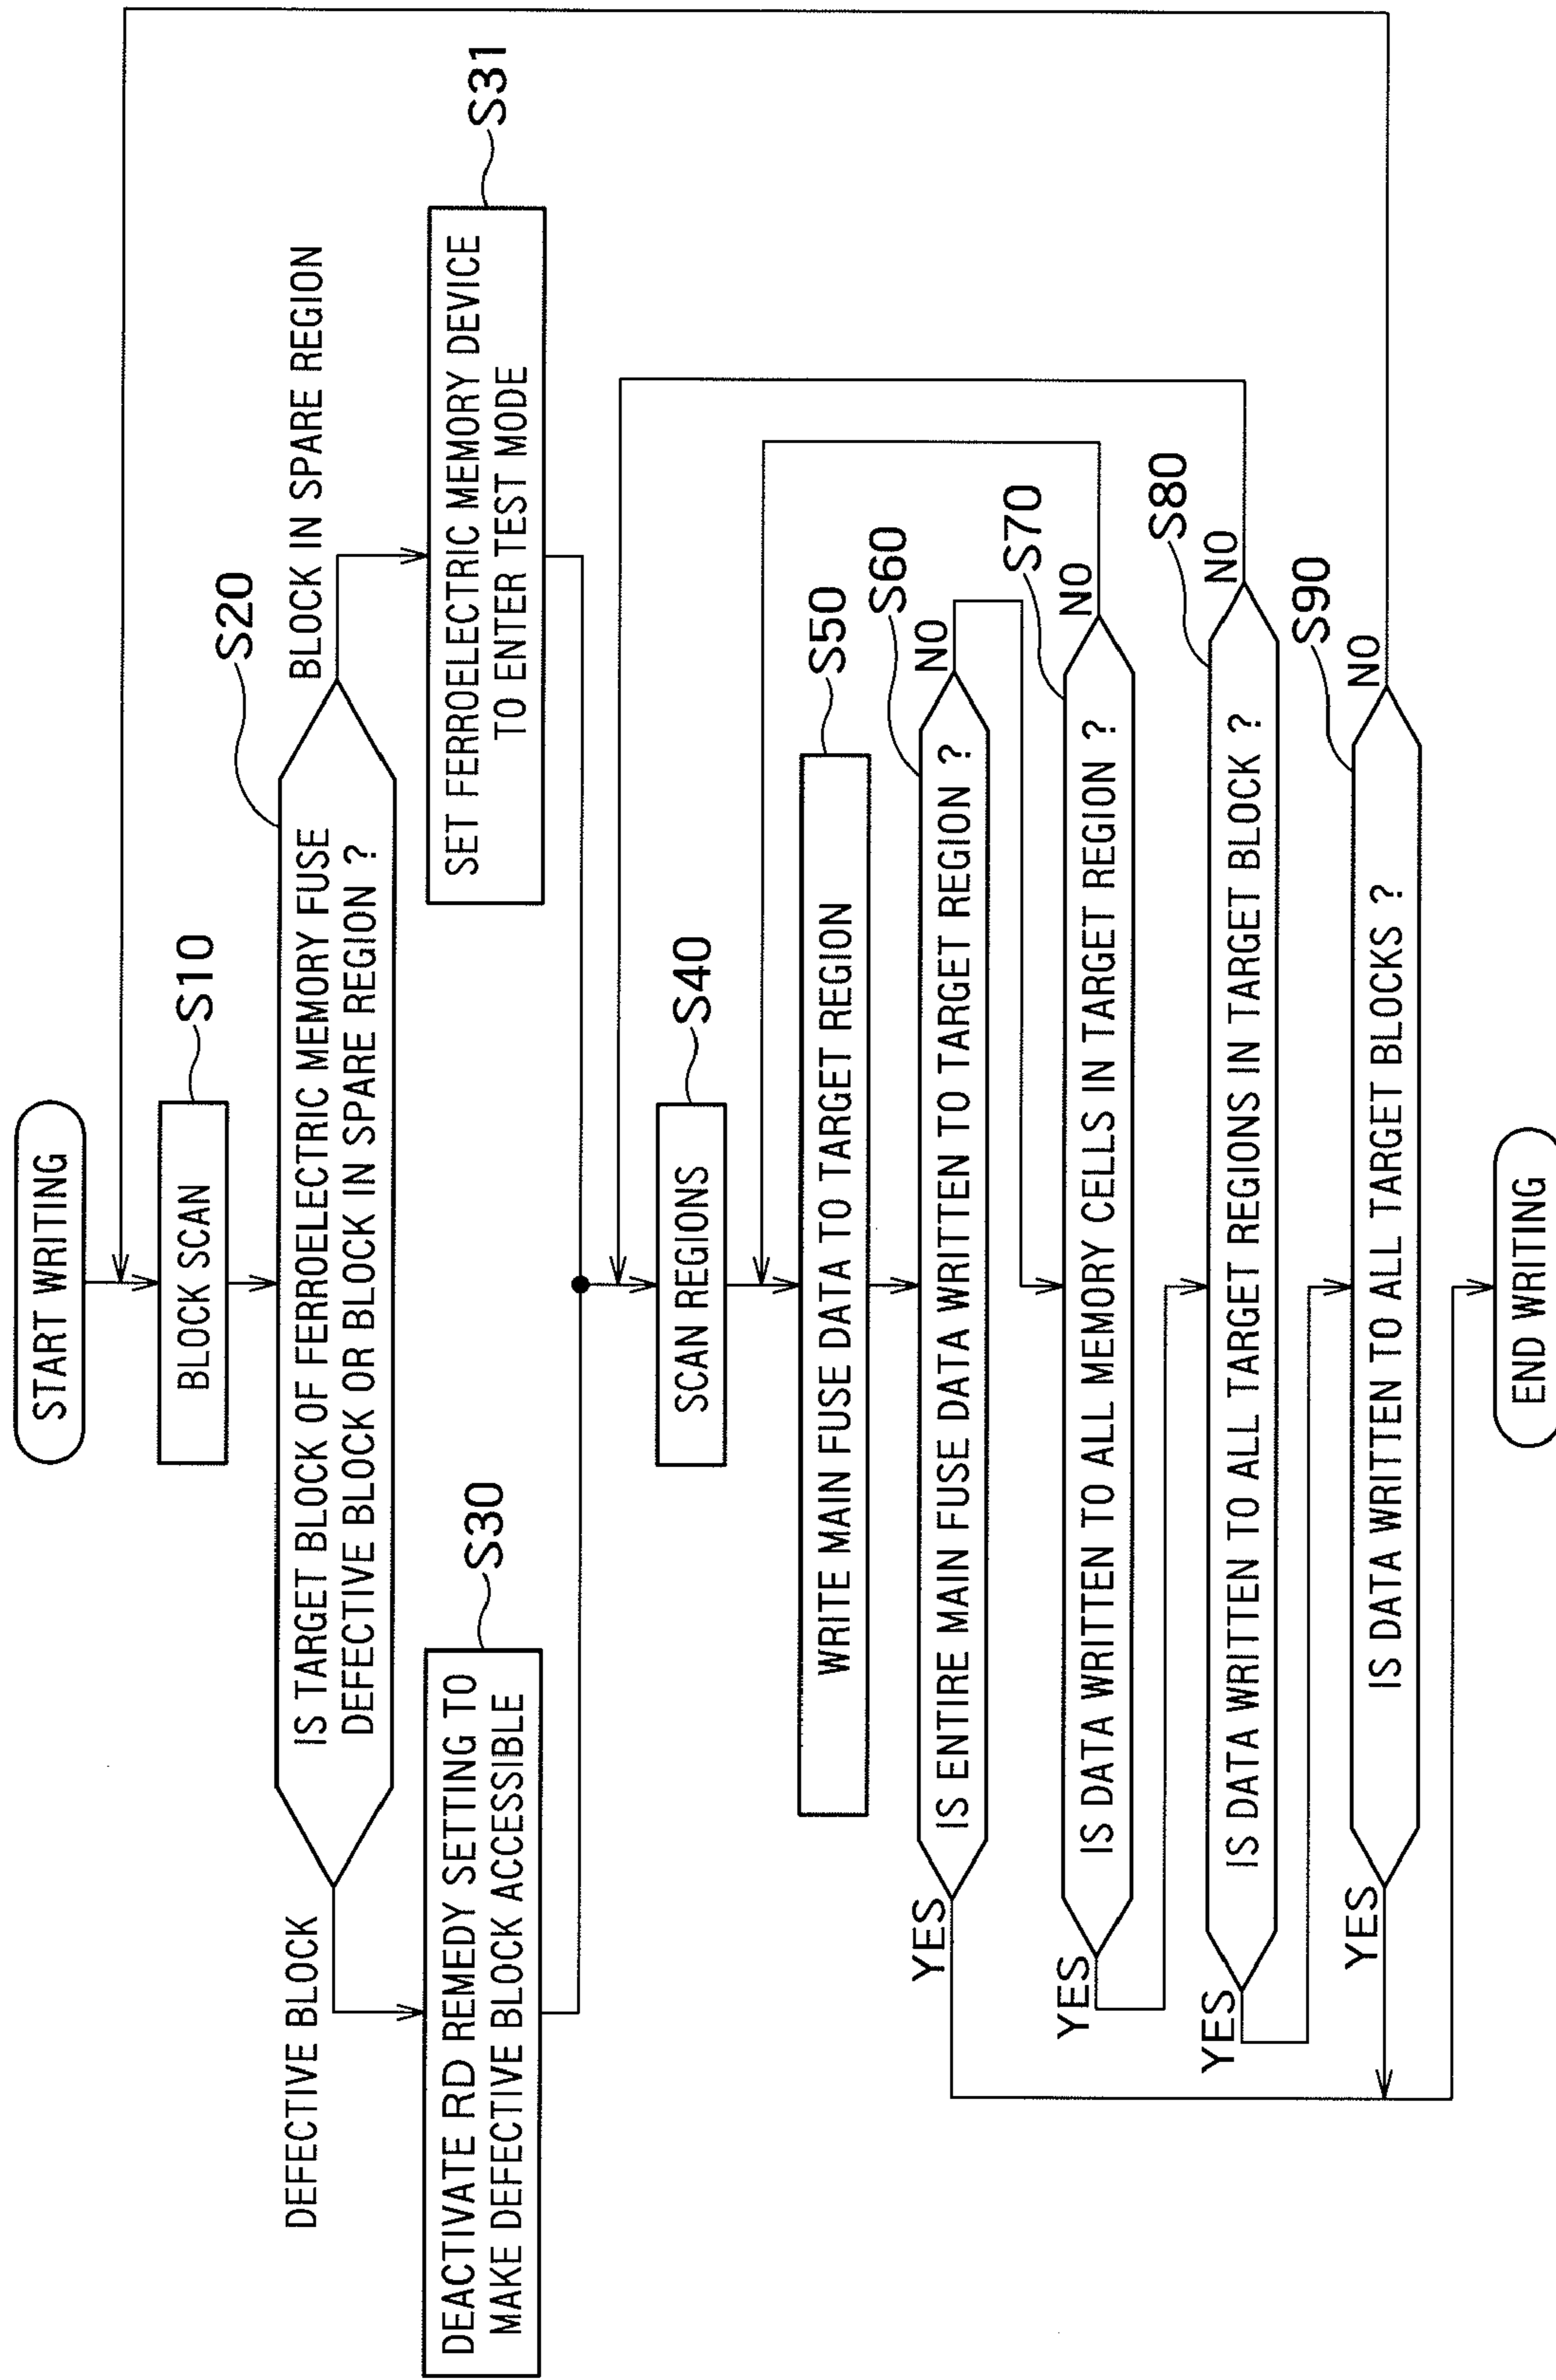 START WRITING
BLOCK SCAN
S10
IS TARGET BLOCK OF FERROELECTRIC MEMORY FUSE
DEFECTIVE BLOCK OR BLOCK IN SPARE REGION ?
S20
DEFECTIVE BLOCK
BLOCK IN SPARE REGION
DEACTIVATE RD REMEDY SETTING TO
MAKE DEFECTIVE BLOCK ACCESSIBLE
S30
SET FERROELECTRIC MEMORY DEVICE
TO ENTER TEST MODE
S31
SCAN REGIONS
S40
WRITE MAIN FUSE DATA TO TARGET REGION
S50
YES
IS ENTIRE MAIN FUSE DATA WRITTEN TO TARGET REGION ?
NO
S60
YES
IS DATA WRITTEN TO ALL MEMORY CELLS IN TARGET REGION ?
NO
S70
YES
IS DATA WRITTEN TO ALL TARGET REGIONS IN TARGET BLOCK ?
NO
S80
YES
IS DATA WRITTEN TO ALL TARGET BLOCKS ?
NO
S90
END WRITING